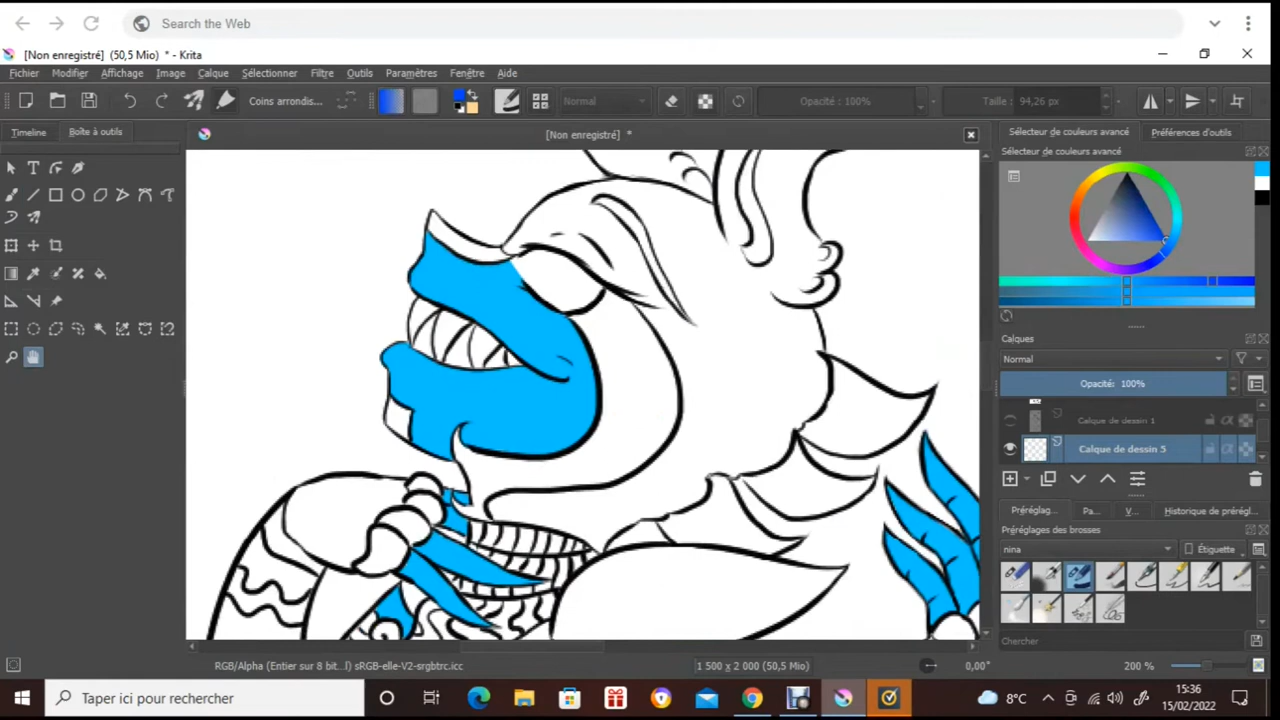 Search the Web
[Non enregistré] (50,5 Mio) * - Krita
Fichier Modifier Affichage Image Calque Sélectionner Filtre Outils Paramètres Fenêtre Aide
Coins arrondis... Normal Opacité : 100% Taille : 94,26 px
Timeline Boîte à outils [Non enregistré] * Sélecteur de couleurs avancé Préférences d'outils
Sélecteur de couleurs avancé
Calques
Normal
Opacité: 100%
Calque de dessin 1
Calque de dessin 5
Préréglag... Pa... V... Historique de prérégl...
Préréglages des brosses
nina Étiquette
Chercher
RGB/Alpha (Entier sur 8 bit...l) sRGB-elle-V2-srgbtrc.icc 1 500 x 2 000 (50,5 Mio) 0,00° 200 %
Taper ici pour rechercher 8°C 15:36
15/02/2022